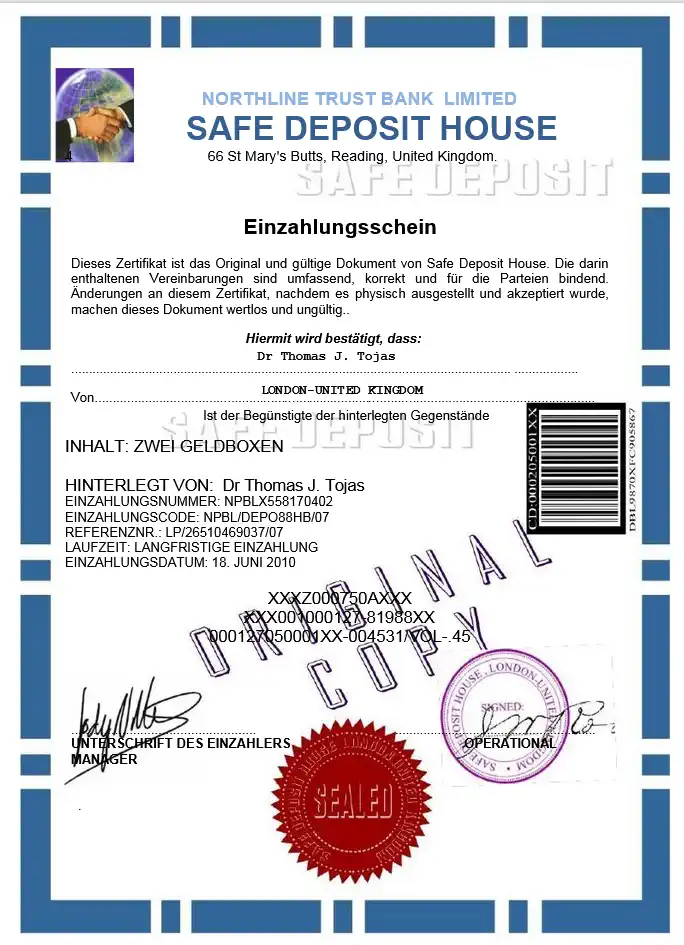 NORTHLINE TRUST BANK LIMITED
SAFE DEPOSIT HOUSE
4
66 St Mary's Butts, Reading, United Kingdom.
SAFE DEPOSIT
Einzahlungsschein
Dieses Zertifikat ist das Original und gültige Dokument von Safe Deposit House. Die darin
enthaltenen Vereinbarungen sind umfassend, korrekt und für die Parteien bindend.
Änderungen an diesem Zertifikat, nachdem es physisch ausgestellt und akzeptiert wurde,
machen dieses Dokument wertlos und ungültig..
Hiermit wird bestätigt, dass:
Dr Thomas J. Tojas
LONDON-UNITED KINGDOM
Von
Ist der Begünstigte der hinterlegten Gegenstände
SAFE DEPOSIT
INHALT: ZWEI GELDBOXEN
CD:000205001XX
DBL9870XFC905867
HINTERLEGT VON: Dr Thomas J. Tojas
EINZAHLUNGSNUMMER: NPBLX558170402
EINZAHLUNGSCODE: NPBL/DEPO88HB/07
REFERENZNR.: LP/26510469037/07
LAUFZEIT: LANGFRISTIGE EINZAHLUNG
EINZAHLUNGSDATUM: 18. JUNI 2010
ORIGINAL
COPY
XXXZ000750AXXX
XXX001000127-81988XX
000127050001XX-004531/VOL-.45
SAFE DEPOSIT HOUSE, LONDON-UNITED
SIGNED:
UNTERSCHRIFT DES EINZAHLERS
OPERATIONAL
MANAGER
SEALED
.